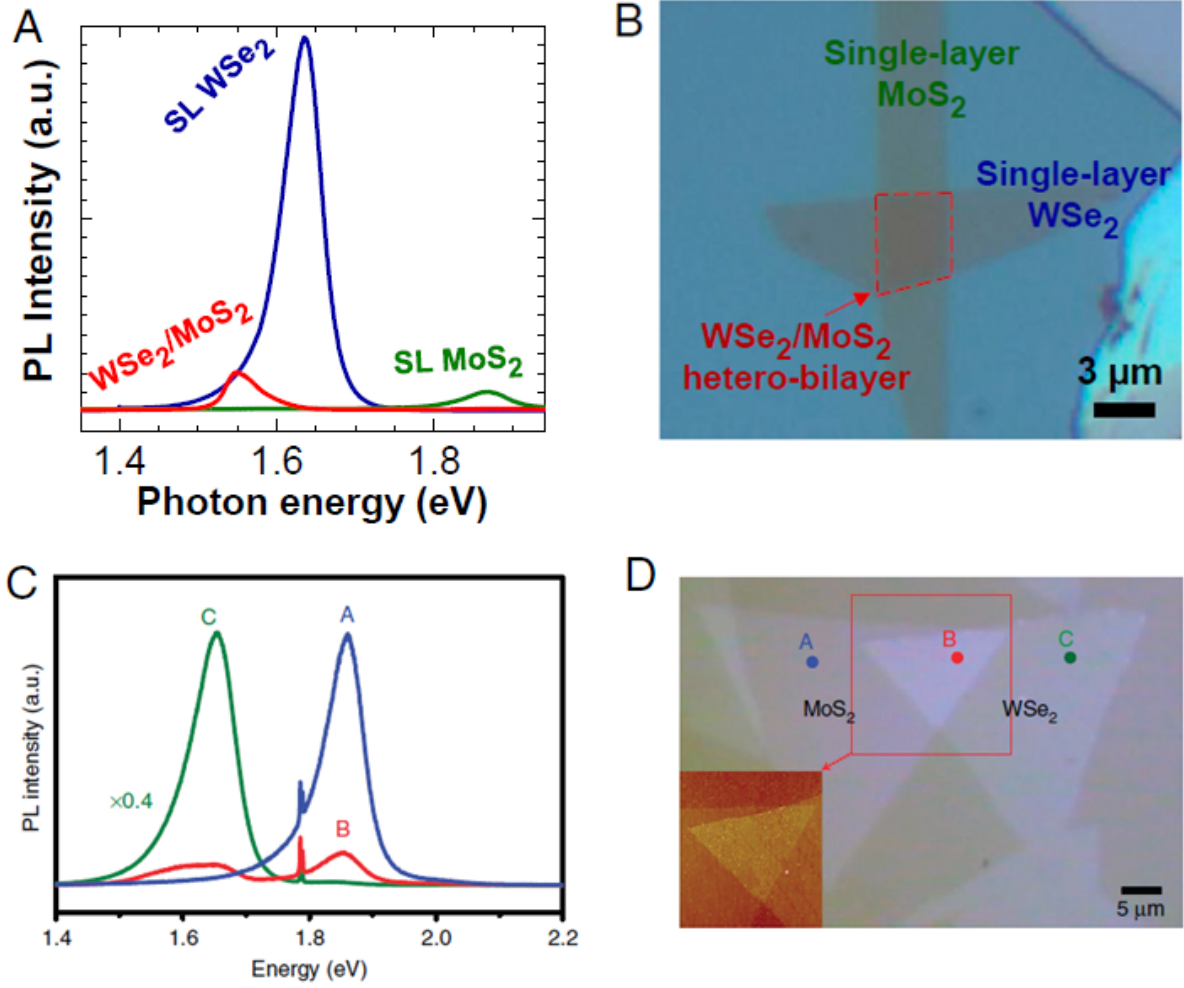 A
PL Intensity (a.u.)
SL WSe2
WSe2/MoS2
SL MoS2
1.4
1.6
1.8
Photon energy (eV)
B
Single-layer
MoS2
Single-layer
WSe2
WSe2/MoS2
hetero-bilayer
3 μm
C
PL intensity (a.u.)
C
A
×0.4
B
1.4
1.6
1.8
2.0
2.2
Energy (eV)
D
A
B
C
MoS2
WSe2
5 μm